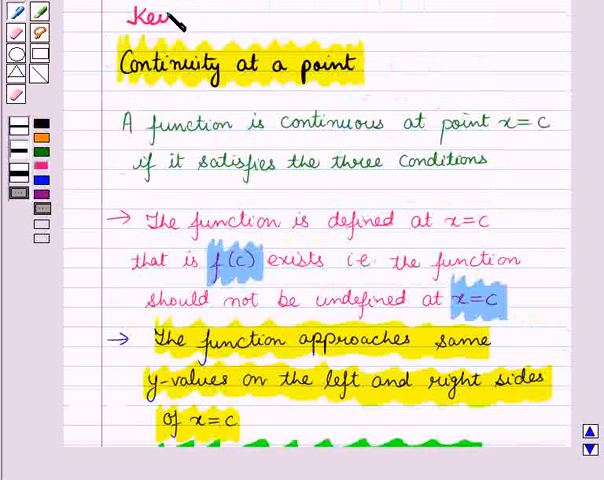 Key
Continuity at a point
A function is continuous at point x=c
if it satisfies the three conditions
→ The function is defined at x=c
that is f(c) exists i.e. the function
should not be undefined at x=c
→ The function approaches same
y-values on the left and right sides
of x=c